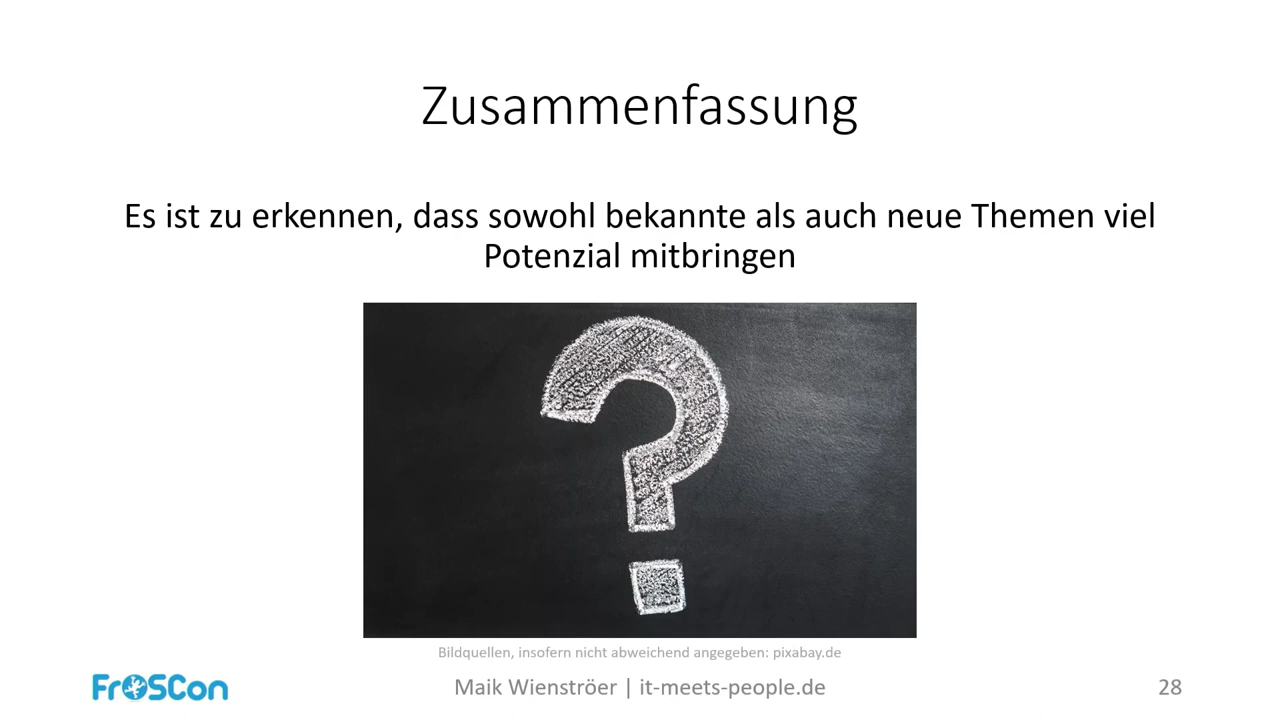 Zusammenfassung
Es ist zu erkennen, dass sowohl bekannte als auch neue Themen viel
Potenzial mitbringen
?
Bildquellen, insofern nicht abweichend angegeben: pixabay.de
FrOSCon
Maik Wienströer | it-meets-people.de
28